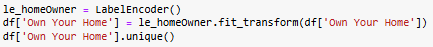 le_homeOwner = LabelEncoder()
df['Own Your Home'] = le_homeOwner.fit_transform(df['Own Your Home'])
df['Own Your Home'].unique()